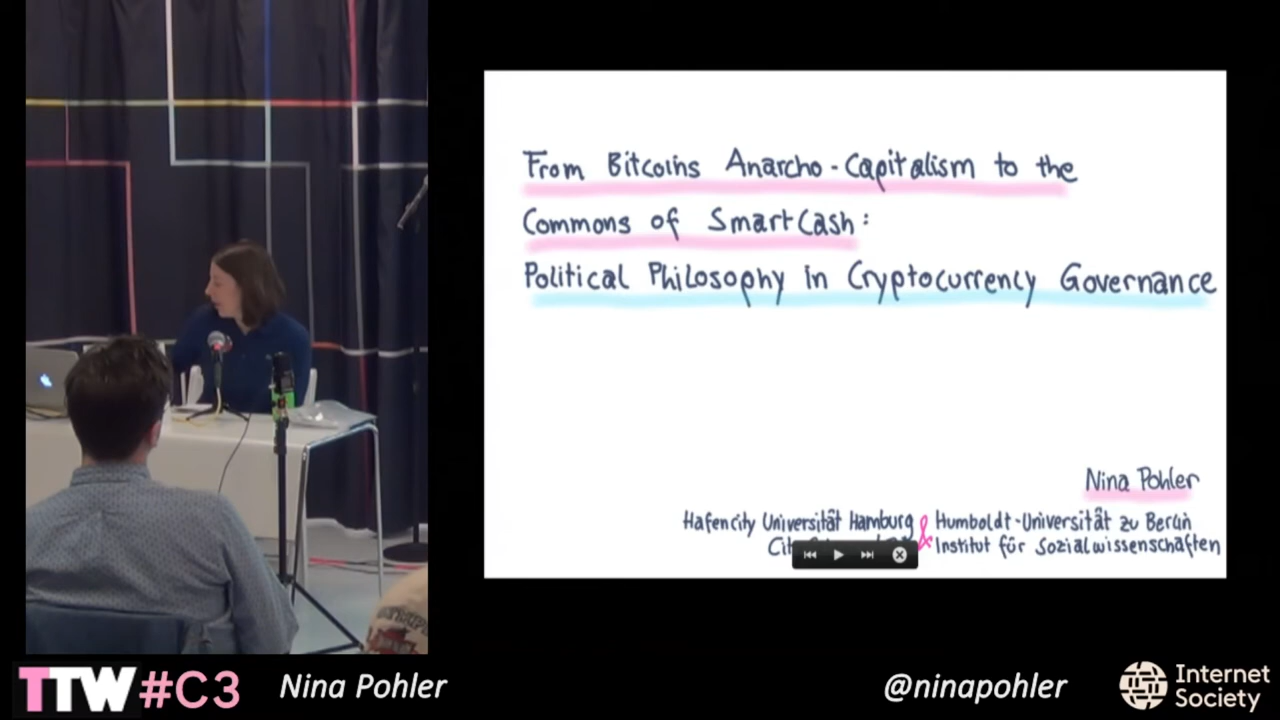 From Bitcoins Anarcho-Capitalism to the
Commons of SmartCash:
Political Philosophy in Cryptocurrency Governance
Nina Pohler
Hafencity Universität Hamburg & Humboldt-Universität zu Berlin
Institut für Sozialwissenschaften
TTW#C3
Nina Pohler
@ninapohler
Internet
Society